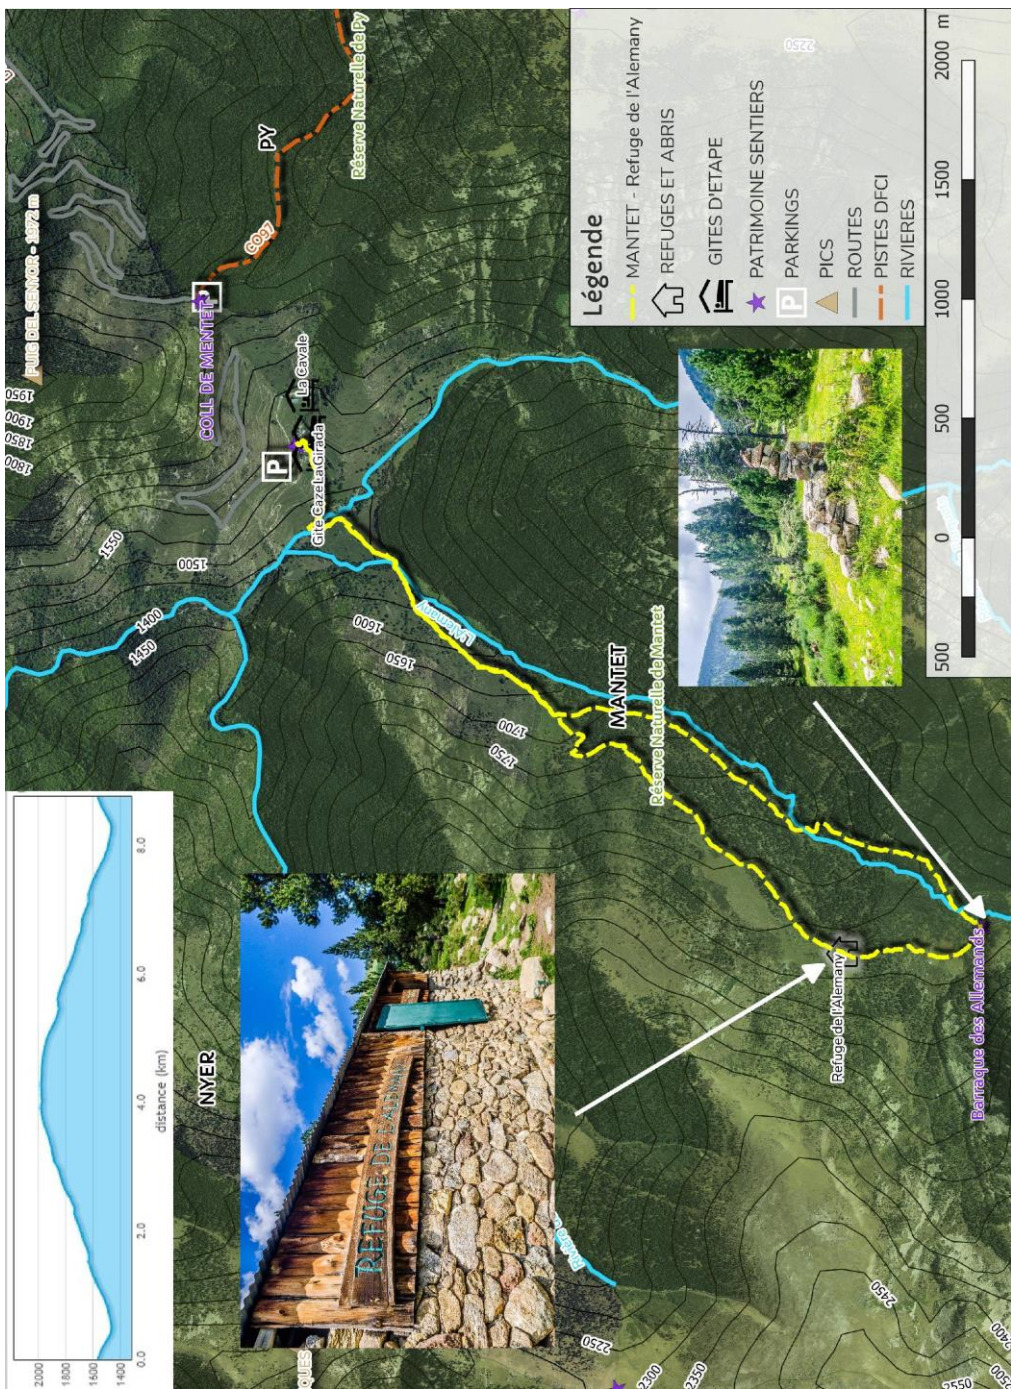 2000
1800
1600
1400
0.0
2.0
4.0
6.0
8.0
distance (km)
NYER
REFUGE DE L'ALEMANY
Refuge de l'Alemany
Barraque des Allemands
MANTET
Réserve Naturelle de Mantet
L'Alemany
1400
1450
1500
1550
1600
1650
1700
1750
Gite Caze
La Girada
La Cavale
P
P
COLL DE MENTET
PUIG DEL SENYOR - 1972 m
1800
1850
1900
1950
CO97
PY
Réserve Naturelle de Py
2250
2250
2300
2350
2450
2400
2500
2550
Légende
MANTET - Refuge de l'Alemany
REFUGES ET ABRIS
GITES D'ETAPE
PATRIMOINE SENTIERS
P PARKINGS
PICS
ROUTES
PISTES DFCI
RIVIERES
500 0 500 1000 1500 2000 m